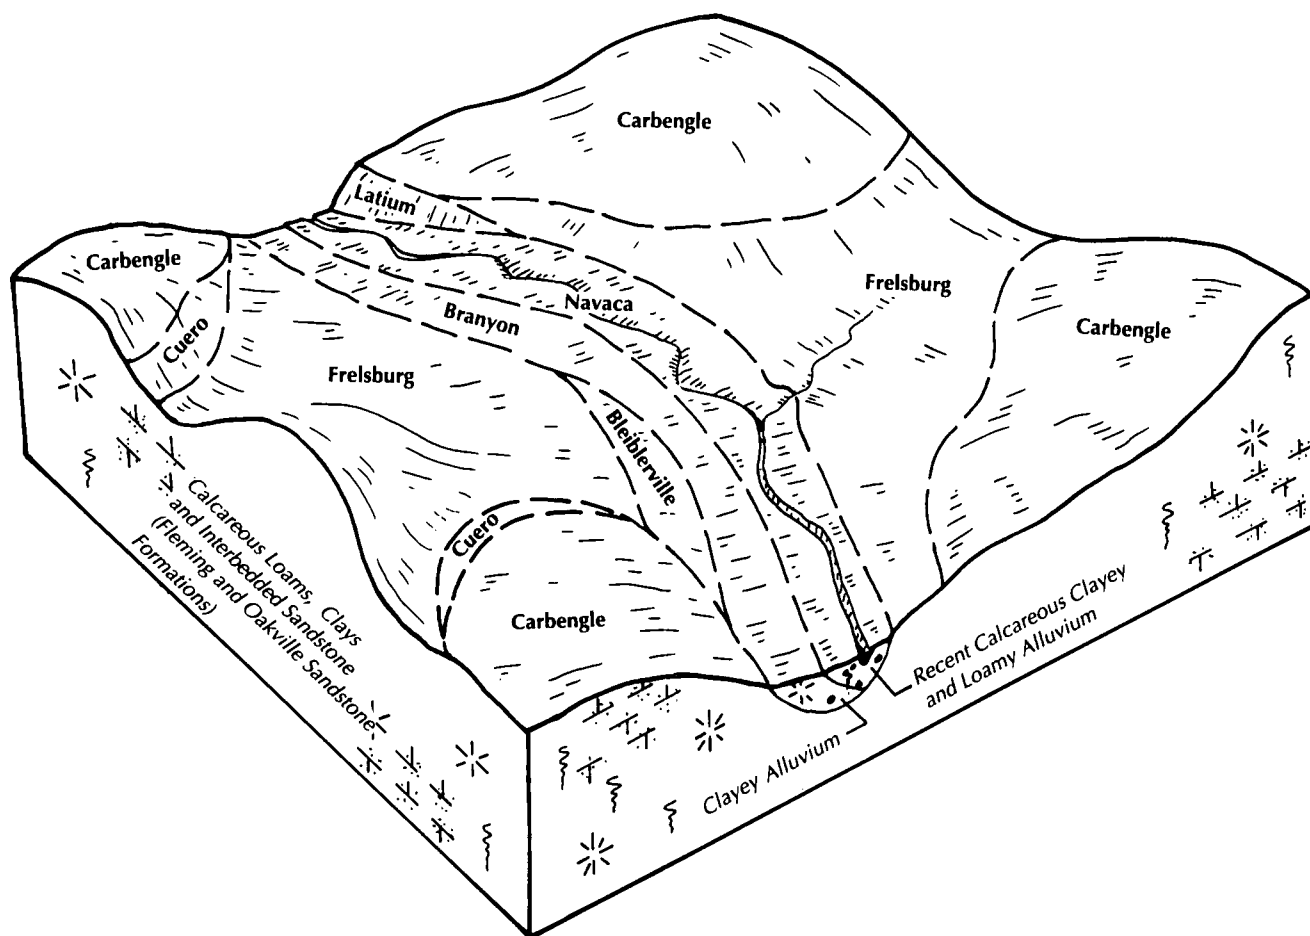 Carbengle
Latium
Carbengle
Cuero
Frelsburg
Branyon
Navaca
Frelsburg
Carbengle
Bleiblerville
Cuero
Carbengle
Calcareous Loams, Clays
and Interbedded Sandstone
(Fleming and Oakville Sandstone
Formations)
Recent Calcareous Clayey
and Loamy Alluvium
Clayey Alluvium